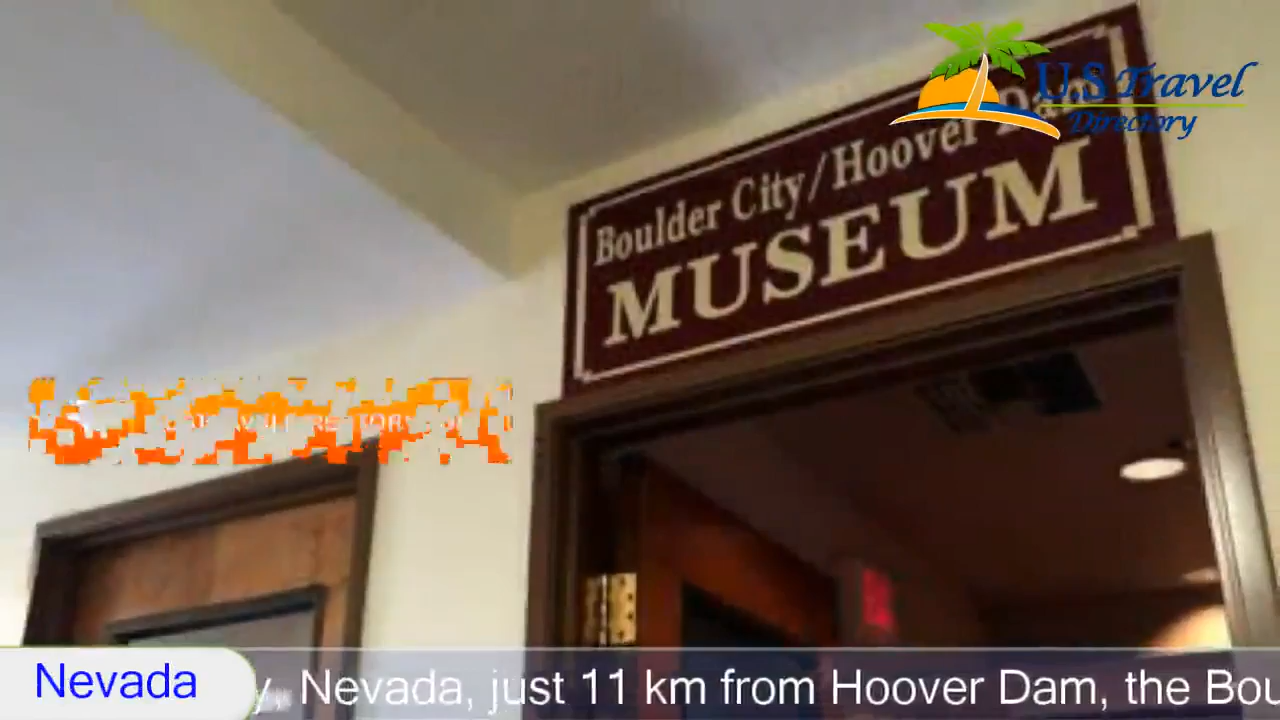 U.S Travel
Directory
Boulder City/Hoover Dam
MUSEUM
Nevada
y, Nevada, just 11 km from Hoover Dam, the Bou